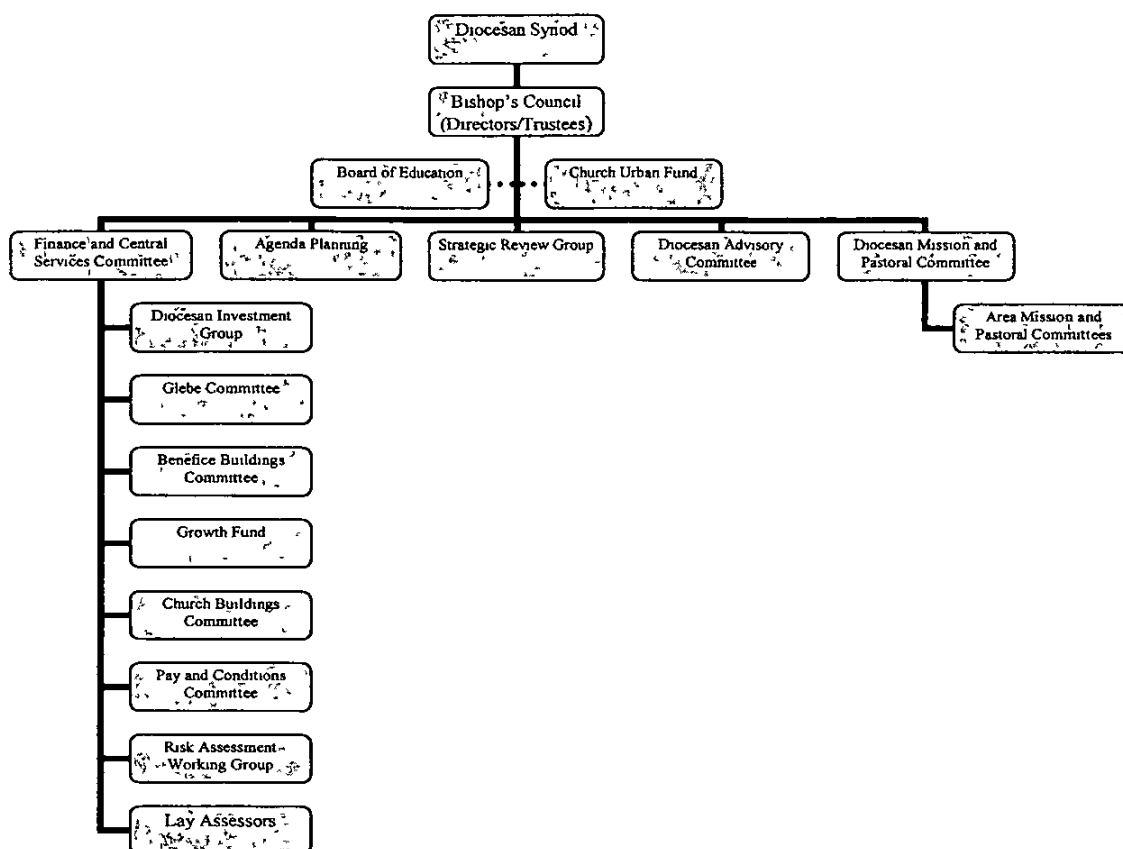 Diocesan Synod
Bishop's Council
(Directors/Trustees)
Board of Education
Church Urban Fund
Finance and Central
Services Committee
Agenda Planning
Strategic Review Group
Diocesan Advisory
Committee
Diocesan Mission and
Pastoral Committee
Diocesan Investment
Group
Area Mission and
Pastoral Committees
Glebe Committee
Benefice Buildings
Committee
Growth Fund
Church Buildings
Committee
Pay and Conditions
Committee
Risk Assessment
Working Group
Lay Assessors